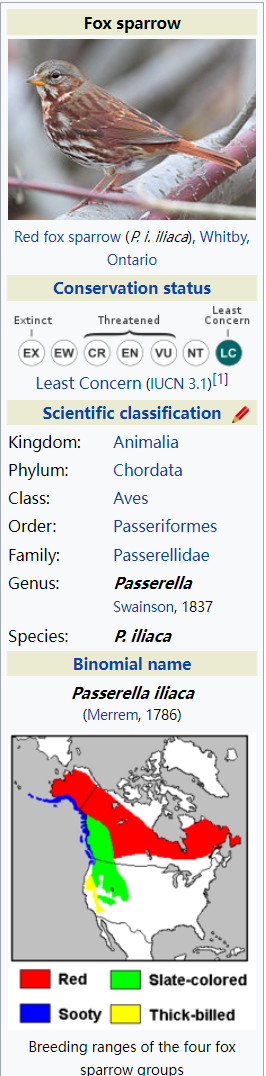 Fox sparrow
Red fox sparrow (P. i. iliaca), Whitby,
Ontario
Conservation status
Extinct
Threatened
Least
Concern
EX EW CR EN VU NT LC
Least Concern (IUCN 3.1)[1]
Scientific classification
Kingdom: Animalia
Phylum: Chordata
Class: Aves
Order: Passeriformes
Family: Passerellidae
Genus: Passerella
Swainson, 1837
Species: P. iliaca
Binomial name
Passerella iliaca
(Merrem, 1786)
Red Slate-colored
Sooty Thick-billed
Breeding ranges of the four fox
sparrow groups